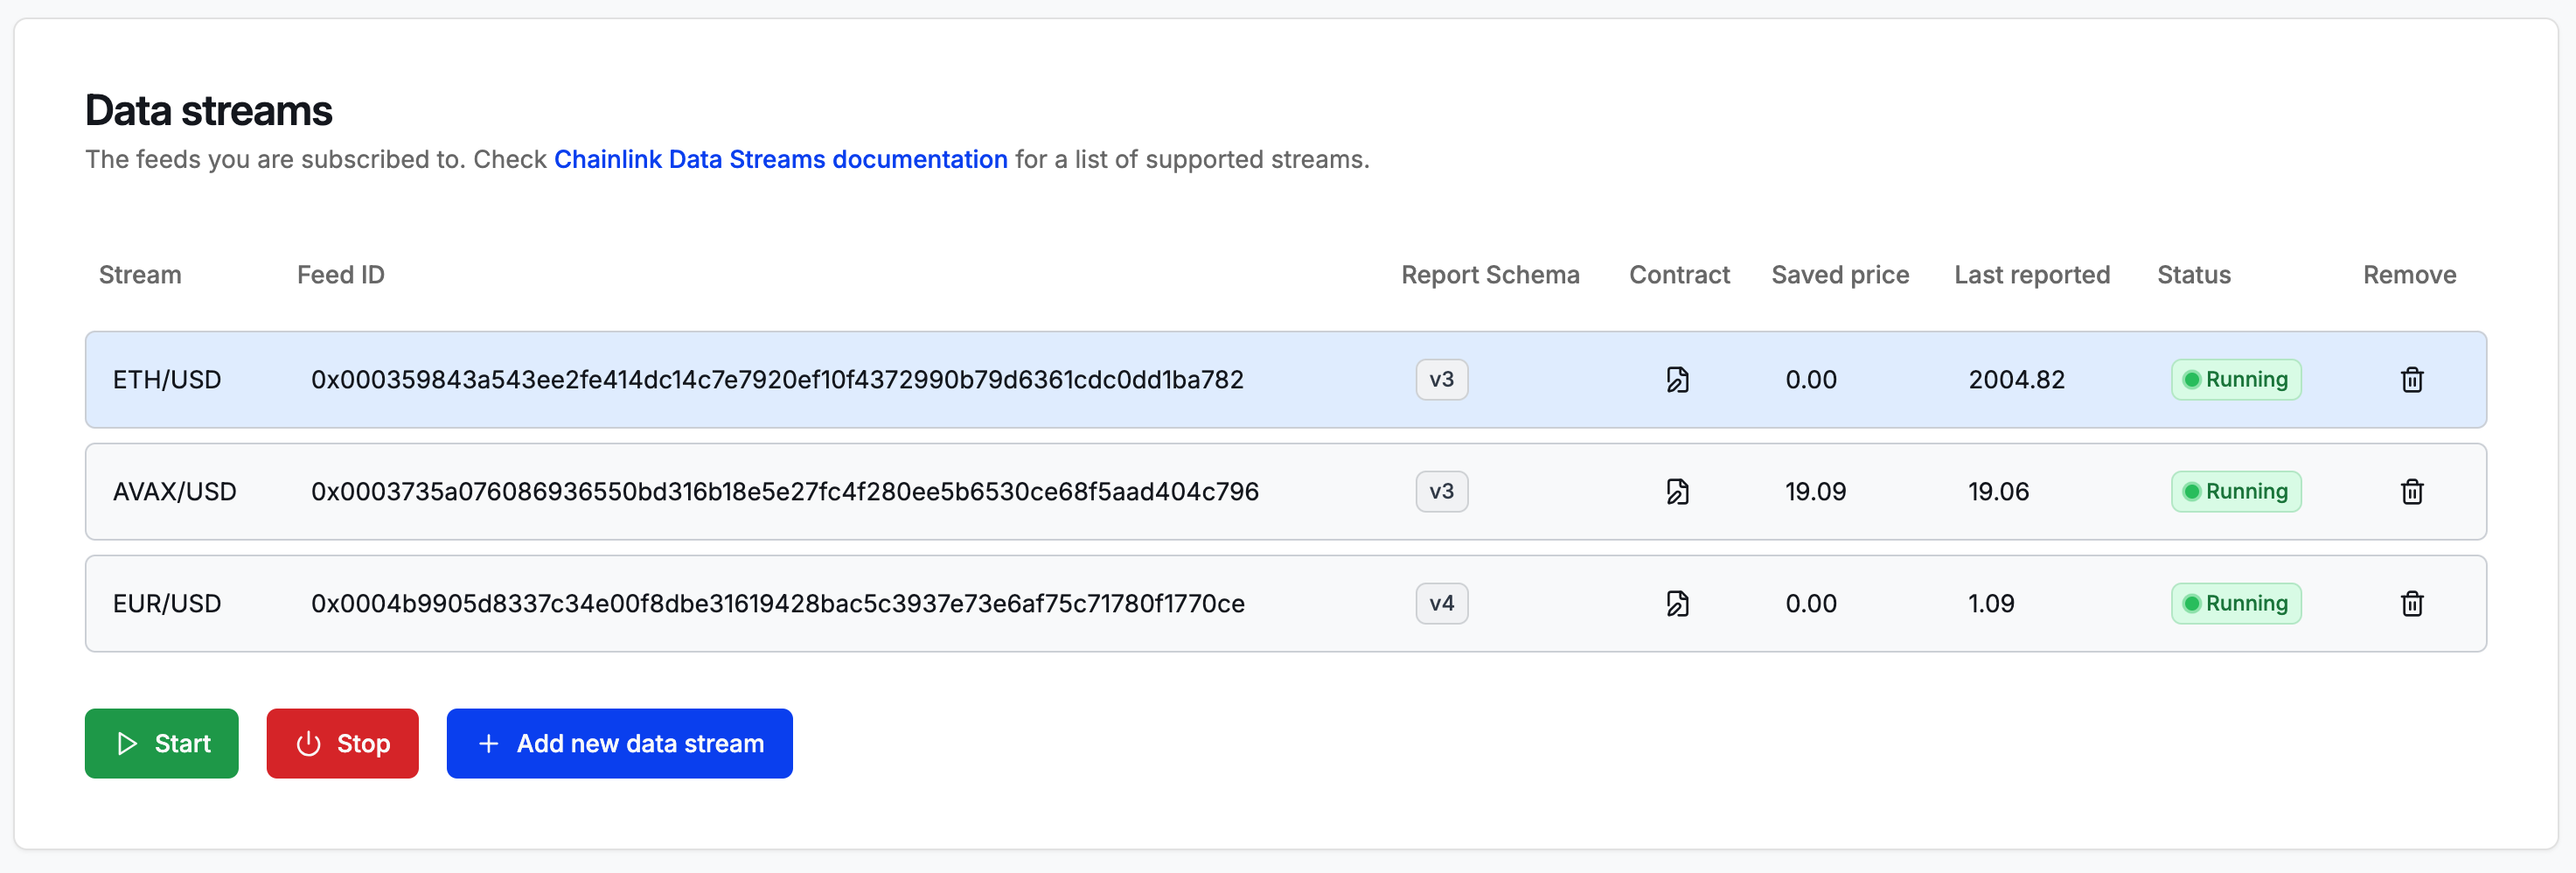 Data streams
The feeds you are subscribed to. Check Chainlink Data Streams documentation for a list of supported streams.
Stream Feed ID Report Schema Contract Saved price Last reported Status Remove
ETH/USD 0x000359843a543ee2fe414dc14c7e7920ef10f4372990b79d6361cdc0dd1ba782 v3 0.00 2004.82 Running
AVAX/USD 0x0003735a076086936550bd316b18e5e27fc4f280ee5b6530ce68f5aad404c796 v3 19.09 19.06 Running
EUR/USD 0x0004b9905d8337c34e00f8dbe31619428bac5c3937e73e6af75c71780f1770ce v4 0.00 1.09 Running
Start Stop Add new data stream